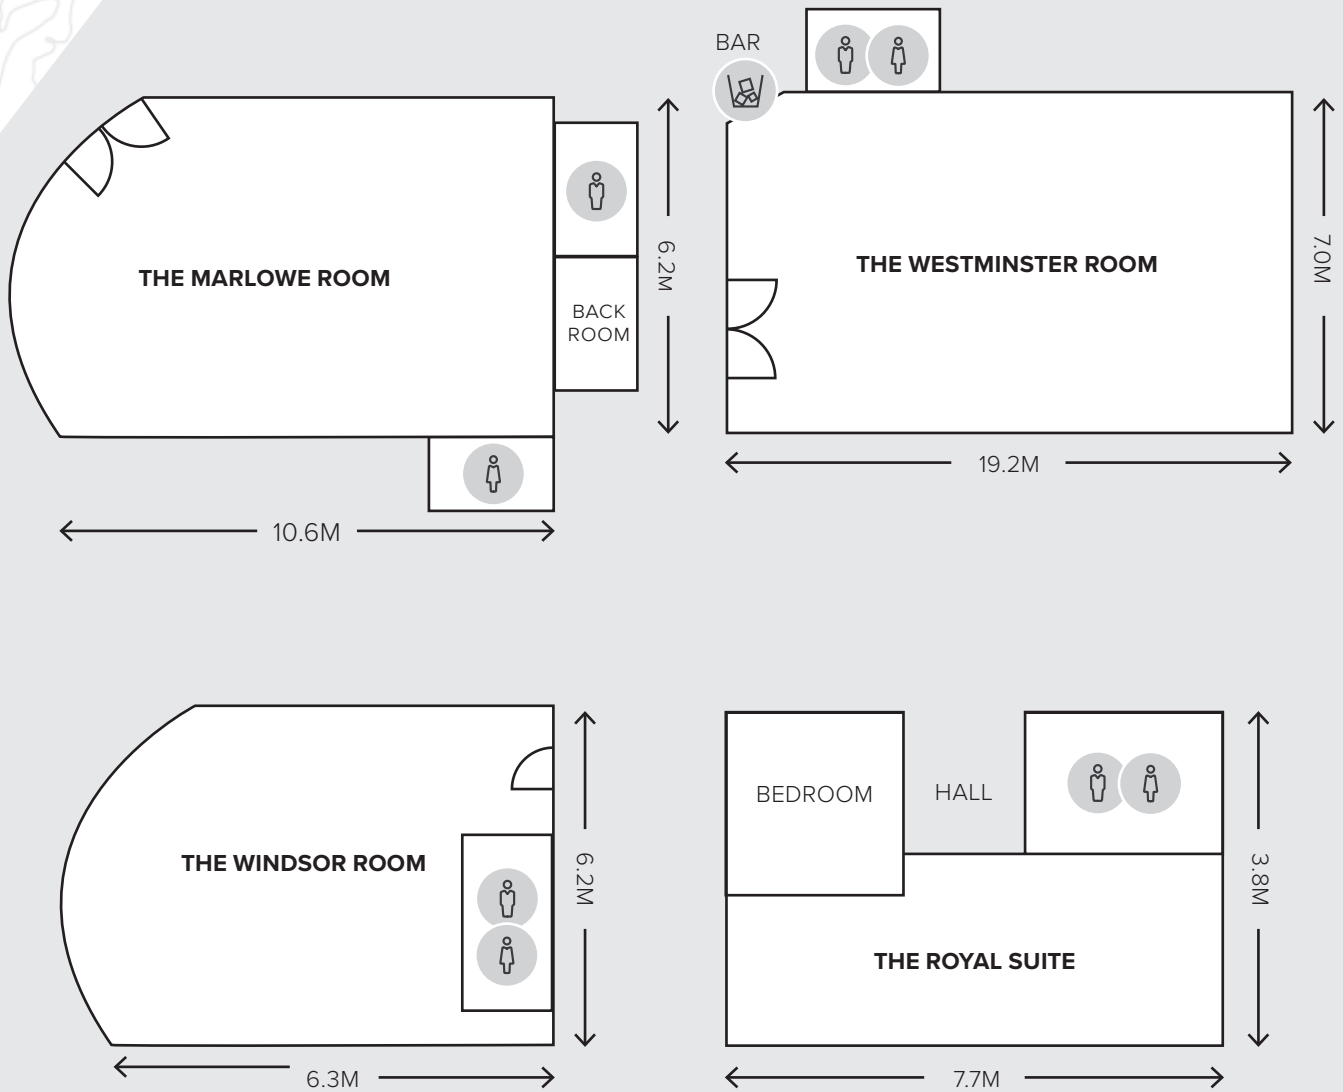 THE MARLOWE ROOM
BACK
ROOM
6.2M
10.6M
BAR
THE WESTMINSTER ROOM
7.0M
19.2M
THE WINDSOR ROOM
6.2M
6.3M
BEDROOM
HALL
THE ROYAL SUITE
3.8M
7.7M